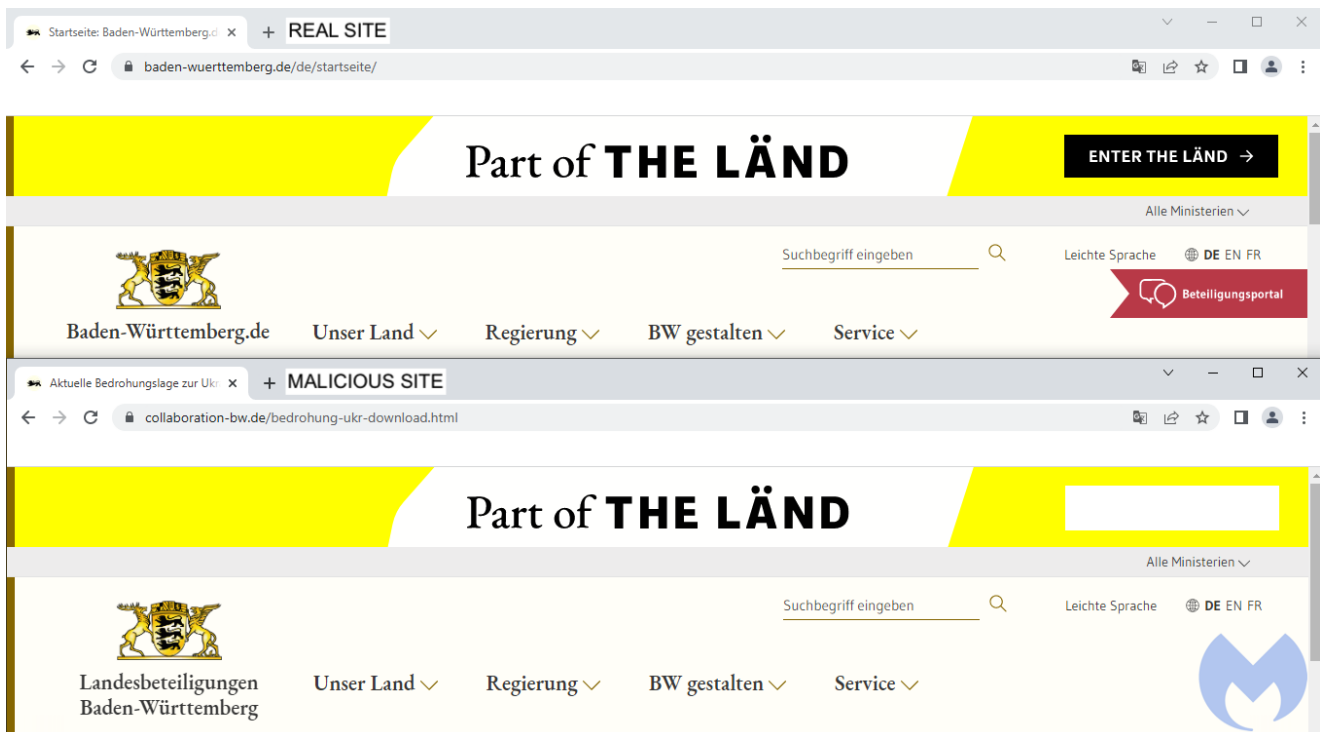 Startseite: Baden-Württemberg.d
REAL SITE
baden-wuerttemberg.de/de/startseite/
Part of THE LÄND
ENTER THE LÄND →
Alle Ministerien
Suchbegriff eingeben
Leichte Sprache DE EN FR
Beteiligungsportal
Baden-Württemberg.de Unser Land Regierung BW gestalten Service
Aktuelle Bedrohungslage zur Ukr
MALICIOUS SITE
collaboration-bw.de/bedrohung-ukr-download.html
Part of THE LÄND
Alle Ministerien
Suchbegriff eingeben
Leichte Sprache DE EN FR
Landesbeteiligungen
Baden-Württemberg
Unser Land Regierung BW gestalten Service